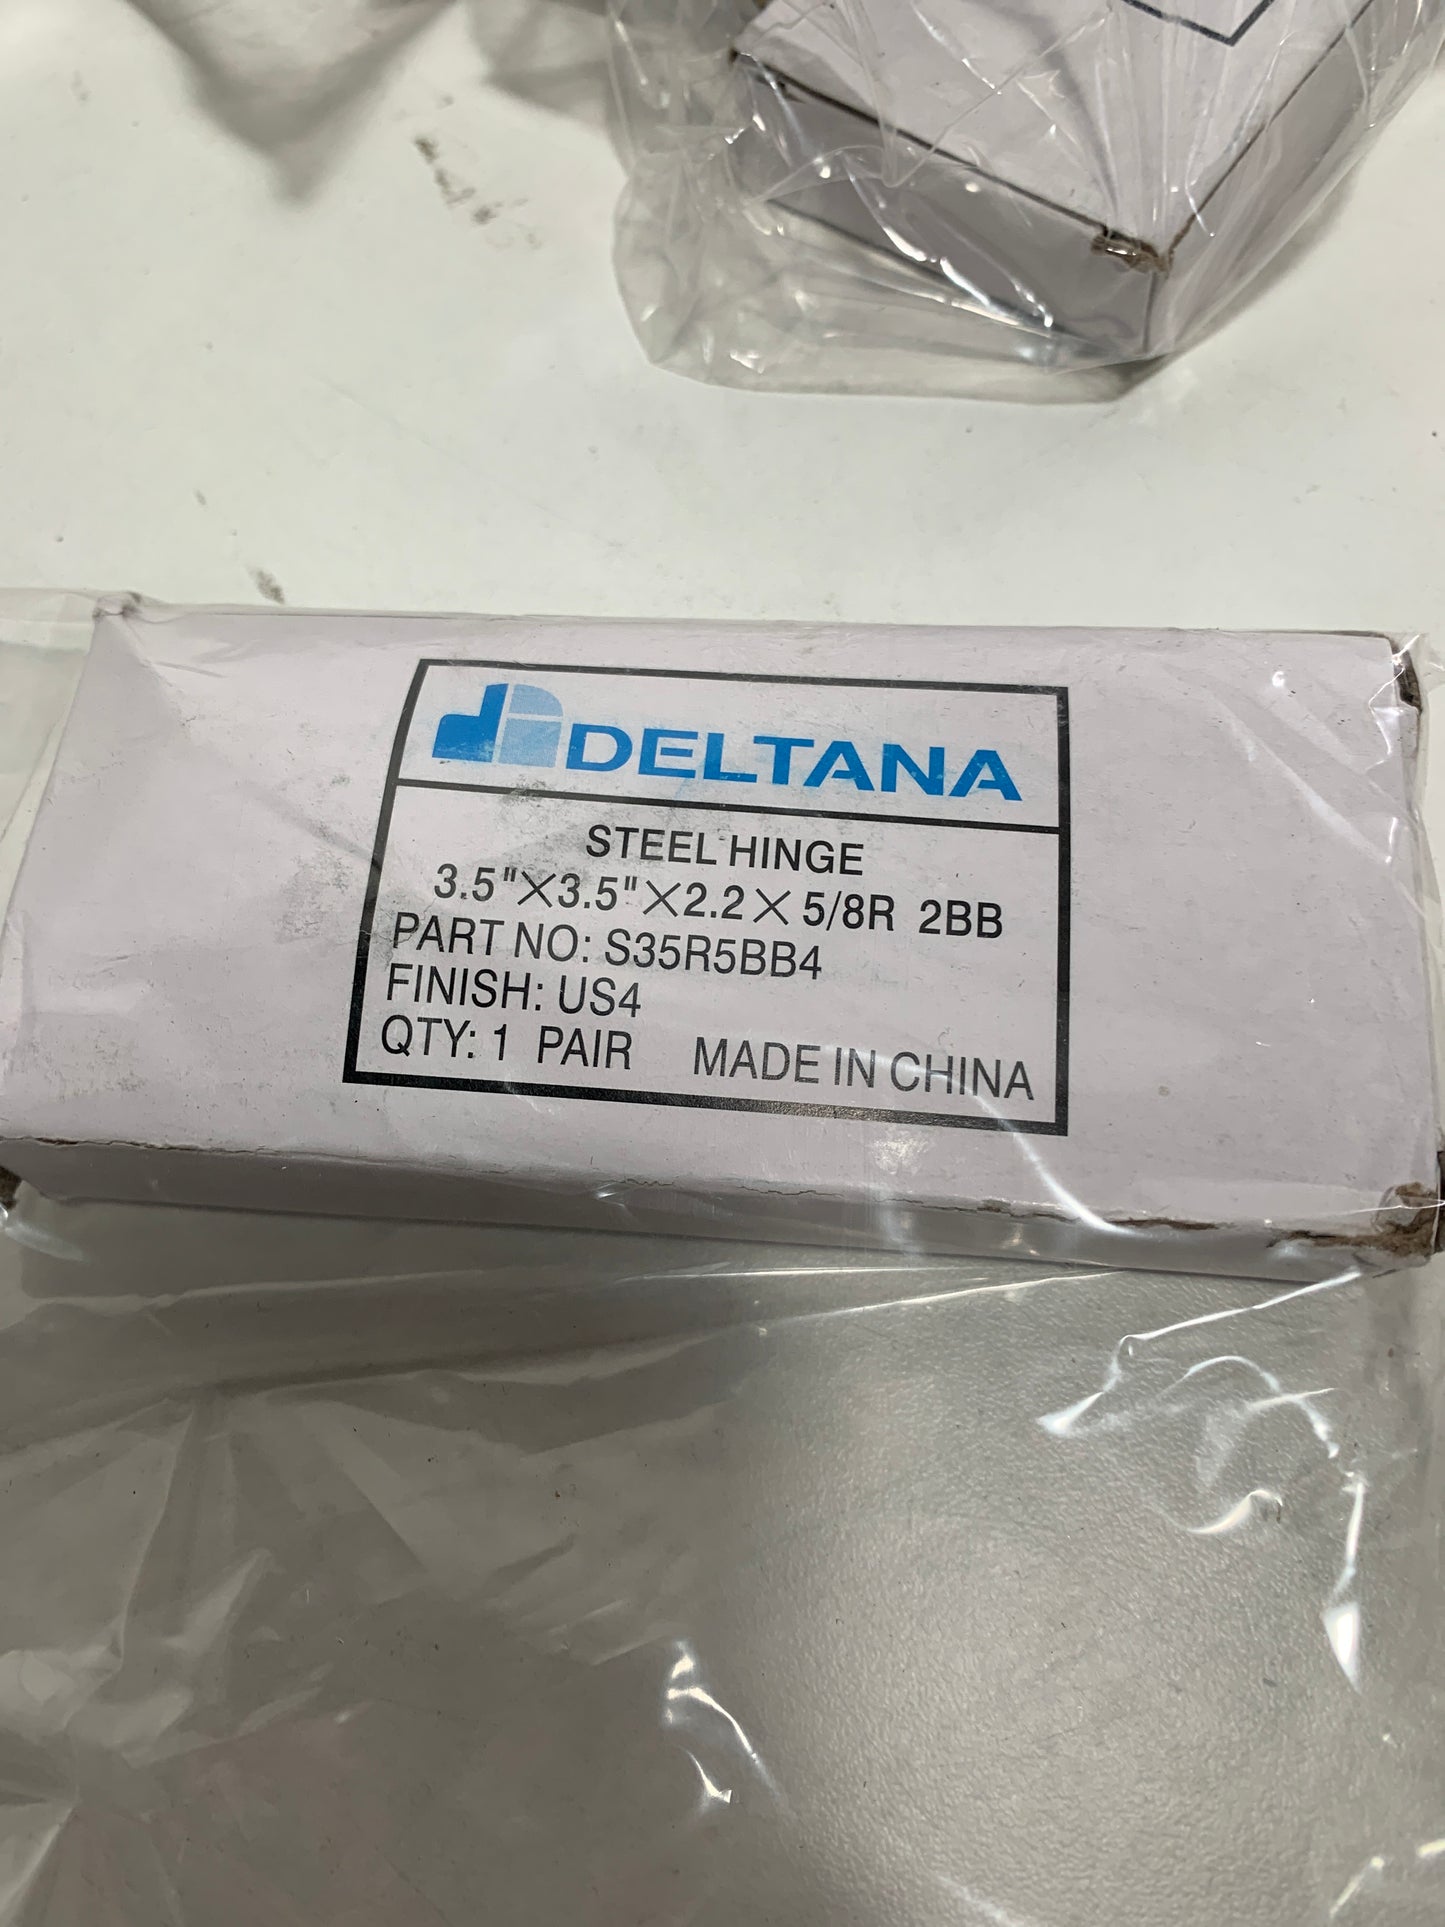 DELTANA
STEEL HINGE
3.5"×3.5"×2.2×5/8R 2BB
PART NO: S35R5BB4
FINISH: US4
QTY: 1 PAIR MADE IN CHINA